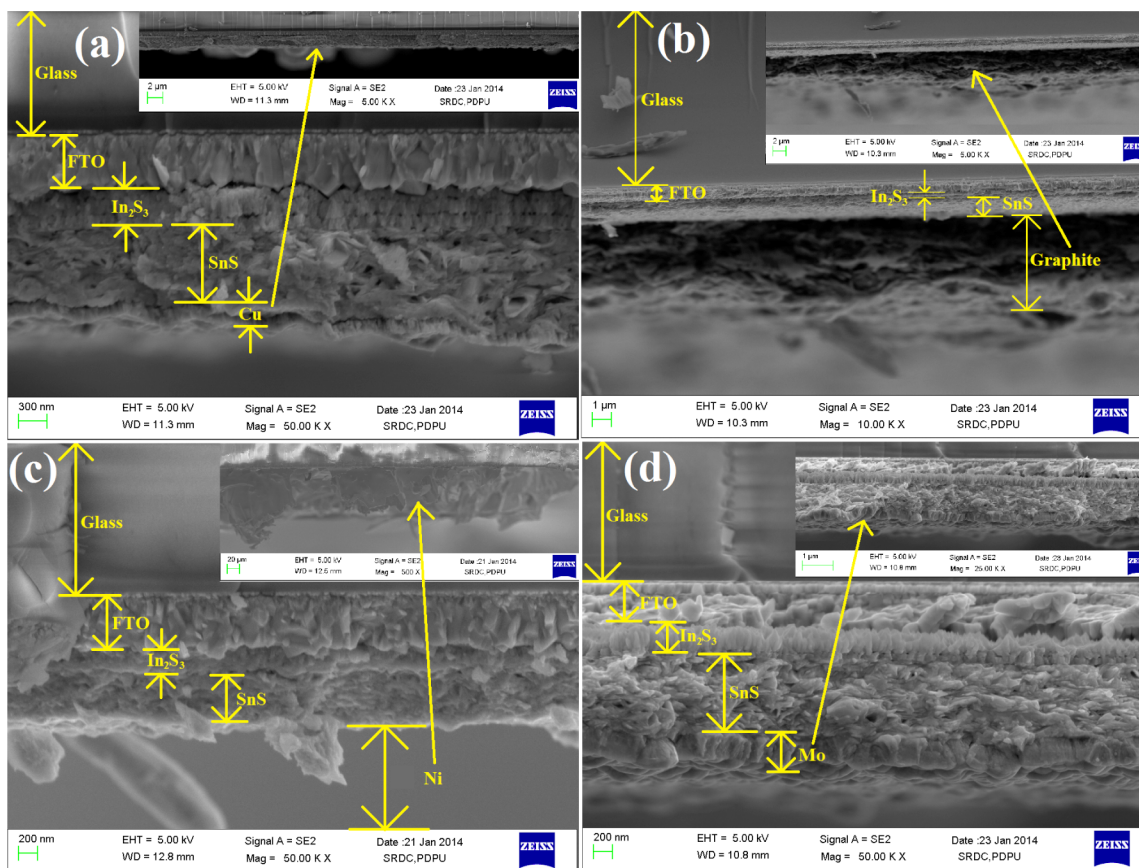 (a)
Glass
FTO
In₂S₃
SnS
Cu
2 µm
EHT = 5.00 kV
WD = 11.3 mm
Signal A = SE2
Mag = 5.00 K X
Date :23 Jan 2014
SRDC,PDPU
ZEISS
300 nm
EHT = 5.00 kV
WD = 11.3 mm
Signal A = SE2
Mag = 50.00 K X
Date :23 Jan 2014
SRDC,PDPU
ZEISS
(b)
Glass
FTO
In₂S₃
SnS
Graphite
2 µm
EHT = 5.00 kV
WD = 10.3 mm
Signal A = SE2
Mag = 5.00 K X
Date :23 Jan 2014
SRDC,PDPU
ZEISS
1 µm
EHT = 5.00 kV
WD = 10.3 mm
Signal A = SE2
Mag = 10.00 K X
Date :23 Jan 2014
SRDC,PDPU
ZEISS
(c)
Glass
FTO
In₂S₃
SnS
Ni
20 µm
EHT = 5.00 kV
WD = 12.5 mm
Signal A = SE2
Mag = 500 X
Date :21 Jan 2014
SRDC,PDPU
ZEISS
200 nm
EHT = 5.00 kV
WD = 12.8 mm
Signal A = SE2
Mag = 50.00 K X
Date :21 Jan 2014
SRDC,PDPU
ZEISS
(d)
Glass
FTO
In₂S₃
SnS
Mo
1 µm
EHT = 5.00 kV
WD = 10.8 mm
Signal A = SE2
Mag = 25.00 K X
Date :23 Jan 2014
SRDC,PDPU
ZEISS
200 nm
EHT = 5.00 kV
WD = 10.8 mm
Signal A = SE2
Mag = 50.00 K X
Date :23 Jan 2014
SRDC,PDPU
ZEISS